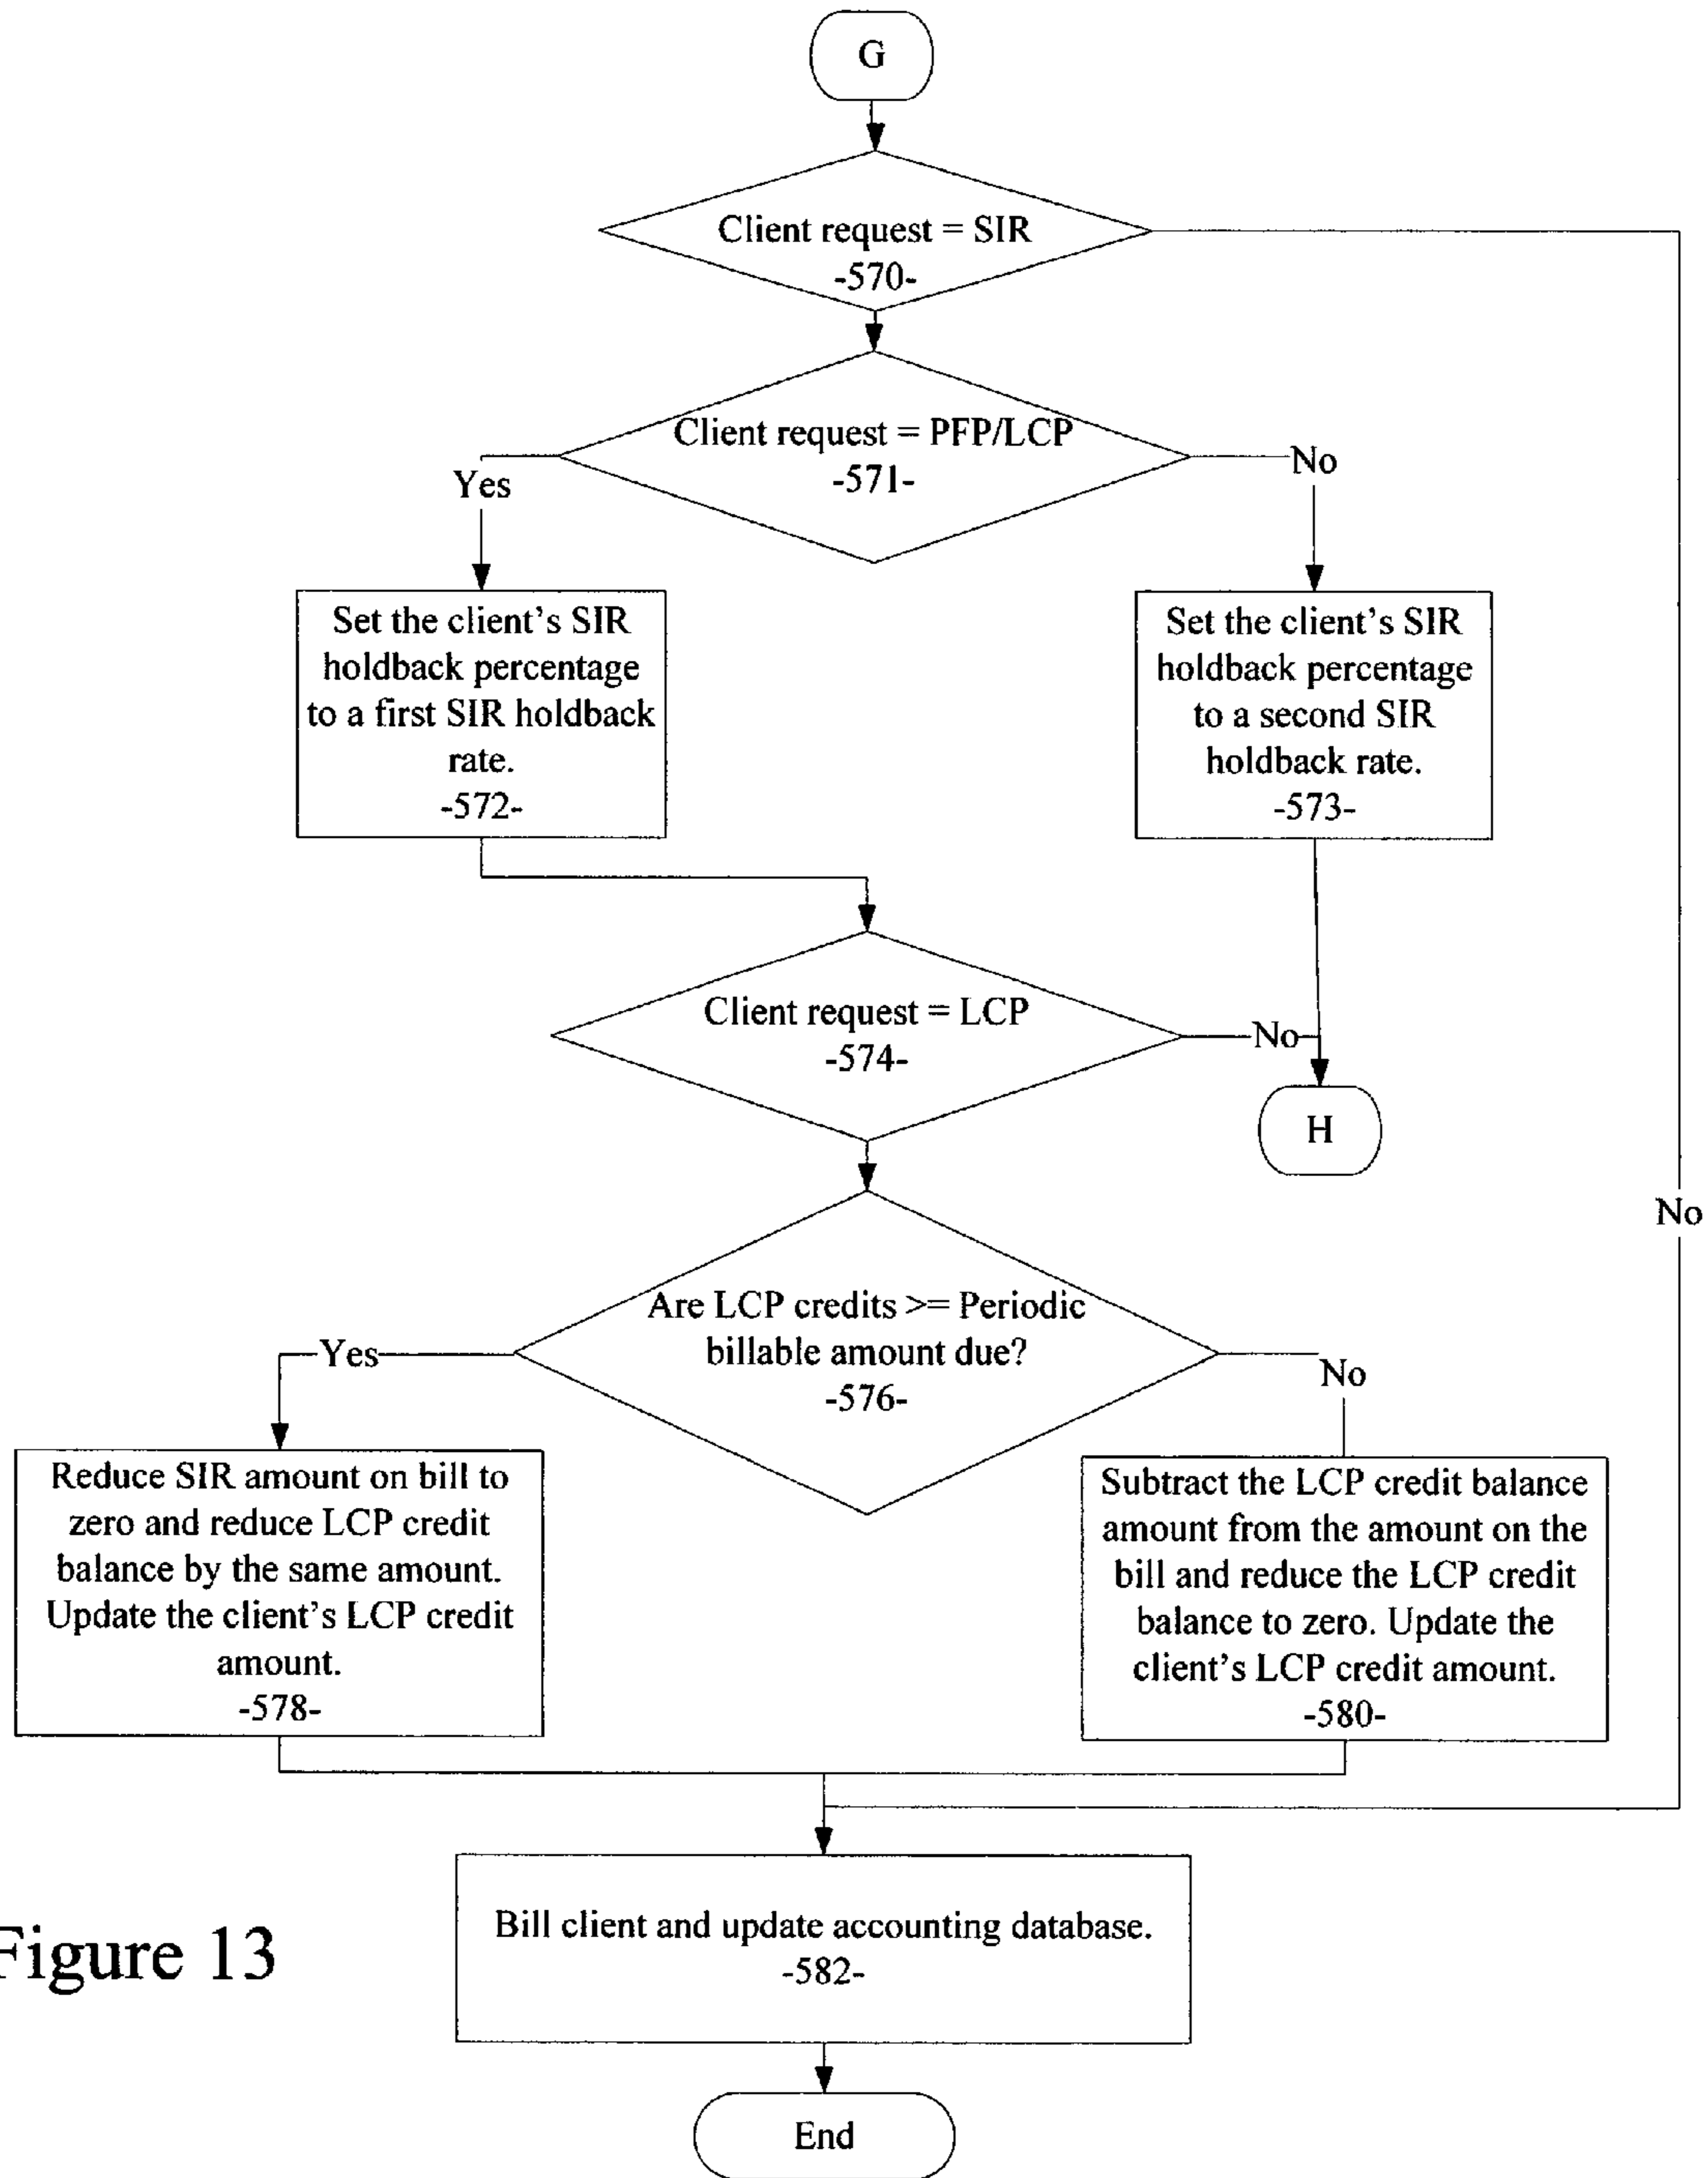 G
Client request = SIR
-570-
Client request = PFP/LCP
-571-
Yes
No
Set the client's SIR
holdback percentage
to a first SIR holdback
rate.
-572-
Set the client's SIR
holdback percentage
to a second SIR
holdback rate.
-573-
Client request = LCP
-574-
No
H
No
Are LCP credits >= Periodic
billable amount due?
-576-
Yes
No
Reduce SIR amount on bill to
zero and reduce LCP credit
balance by the same amount.
Update the client's LCP credit
amount.
-578-
Subtract the LCP credit balance
amount from the amount on the
bill and reduce the LCP credit
balance to zero. Update the
client's LCP credit amount.
-580-
Bill client and update accounting database.
-582-
Figure 13
End